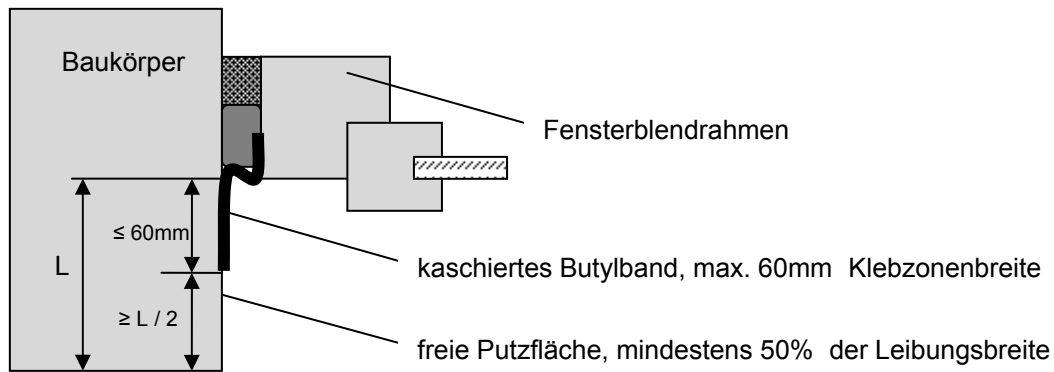 Baukörper
Fensterblendrahmen
≤ 60mm
L
kaschiertes Butylband, max. 60mm Klebzonenbreite
≥ L / 2
freie Putzfläche, mindestens 50% der Leibungsbreite